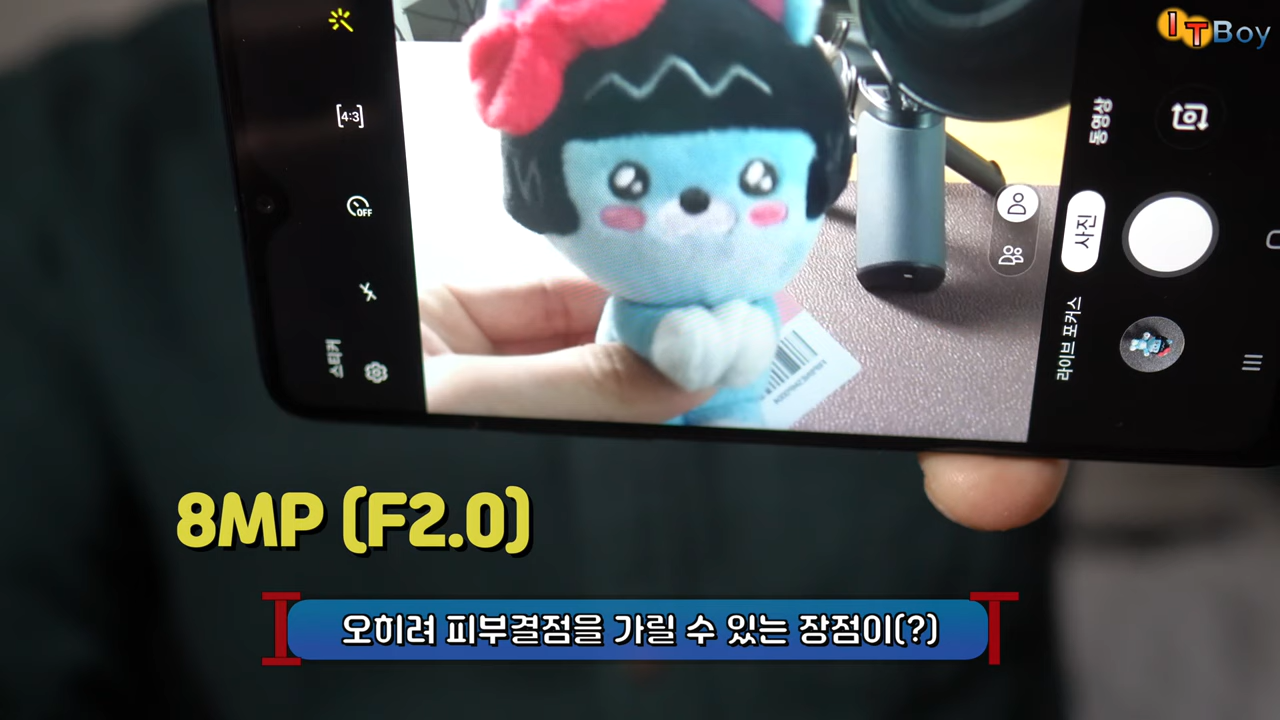 ITBoy
[4:3]
OFF
스티커
동영상
사진
라이브 포커스
8MP (F2.0)
오히려 피부결점을 가릴 수 있는 장점이(?)